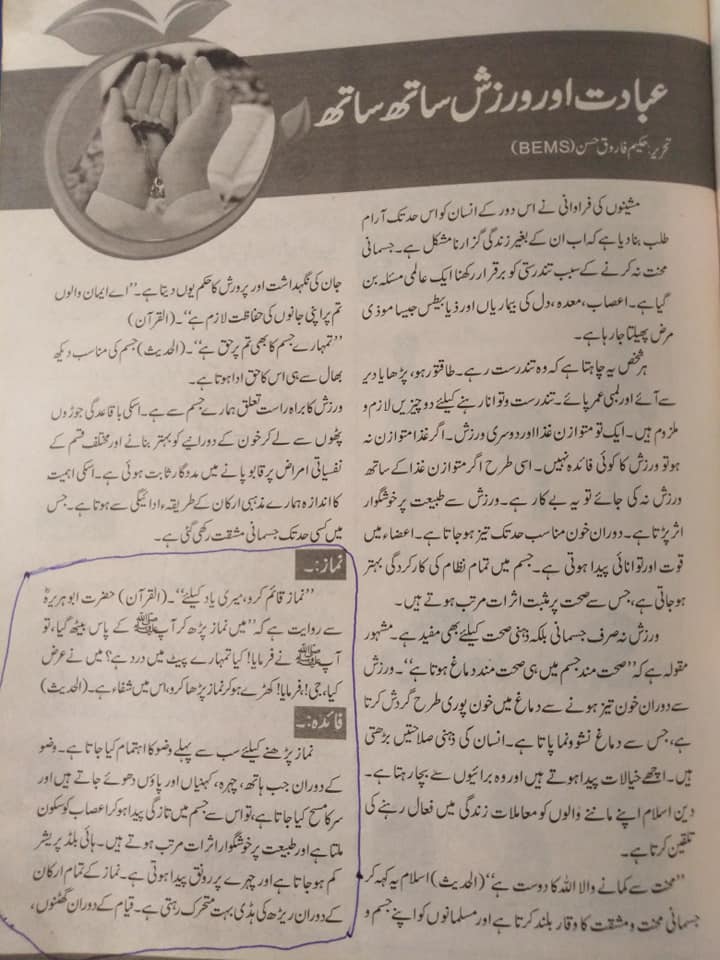 عبادت اور ورزش ساتھ ساتھ
تحریر: حکیم فاروق حسن (BEMS)
مشینوں کی فراوانی نے اس دور کے انسان کو اس حد تک آرام
طلب بنا دیا ہے کہ اب ان کے بغیر زندگی گزارنا مشکل ہے۔ جسمانی
محنت نہ کرنے کے سبب تندرستی کو برقرار رکھنا ایک عالمی مسئلہ بن
گیا ہے۔ اعصاب، معدہ، دل کی بیماریاں اور ذیابیطس جیسا موذی
مرض پھیلتا جا رہا ہے۔
ہر شخص یہ چاہتا ہے کہ وہ تندرست رہے۔ طاقتور ہو، بڑھاپا دیر
سے آئے اور لمبی عمر پائے۔ تندرست و توانا رہنے کیلئے دو چیزیں لازم و
ملزوم ہیں۔ ایک تو متوازن غذا اور دوسری ورزش۔ اگر غذا متوازن نہ
ہو تو ورزش کا کوئی فائدہ نہیں۔ اسی طرح اگر متوازن غذا کے ساتھ
ورزش نہ کی جائے تو یہ بے کار ہے۔ ورزش سے طبیعت پر خوشگوار
اثر پڑتا ہے۔ دوران خون مناسب حد تک تیز ہو جاتا ہے۔ اعضاء میں
قوت اور توانائی پیدا ہوتی ہے۔ جسم میں تمام نظام کی کارکردگی بہتر
ہو جاتی ہے، جس سے صحت پر مثبت اثرات مرتب ہوتے ہیں۔
ورزش نہ صرف جسمانی بلکہ ذہنی صحت کیلئے بھی مفید ہے۔ مشہور
مقولہ ہے کہ ”صحت مند جسم میں ہی صحت مند دماغ ہوتا ہے“۔ ورزش
سے دوران خون تیز ہونے سے دماغ میں خون پوری طرح گردش کرتا
ہے، جس سے دماغ نشوونما پاتا ہے۔ انسان کی ذہنی صلاحیتیں بڑھتی
ہیں۔ اچھے خیالات پیدا ہوتے ہیں اور وہ برائیوں سے بچا رہتا ہے۔
دین اسلام اپنے ماننے والوں کو معاملات زندگی میں فعال رہنے کی
تلقین کرتا ہے۔
”محنت سے کمانے والا اللہ کا دوست ہے“ (الحدیث) اسلام یہ کہہ کر
جسمانی محنت و مشقت کا وقار بلند کرتا ہے اور مسلمانوں کو اپنے جسم و
جان کی نگہداشت اور پرورش کا حکم یوں دیتا ہے۔ ”اے ایمان والوں
تم پر اپنی جانوں کی حفاظت لازم ہے“۔ (القرآن)
”تمہارے جسم کا بھی تم پر حق ہے“۔ (الحدیث) جسم کی مناسب دیکھ
بھال سے ہی اس کا حق ادا ہوتا ہے۔
ورزش کا براہ راست تعلق ہمارے جسم سے ہے۔ اسکی باقاعدگی جوڑوں
پٹھوں سے لے کر خون کے دورانیے کو بہتر بنانے اور مختلف قسم کے
نفسیاتی امراض پر قابو پانے میں مددگار ثابت ہوئی ہے۔ اسکی اہمیت
کا اندازہ ہمارے مذہبی ارکان کے طریقہ ادائیگی سے ہوتا ہے۔ جس
میں کسی حد تک جسمانی مشقت رکھی گئی ہے۔
نماز:۔
”نماز قائم کرو، میری یاد کیلئے“۔ (القرآن) حضرت ابو ہریرہؓ
سے روایت ہے کہ ”میں نماز پڑھ کر آپ ﷺ کے پاس بیٹھ گیا، تو
آپ ﷺ نے فرمایا! کیا تمہارے پیٹ میں درد ہے؟ میں نے عرض
کیا، جی! فرمایا! کھڑے ہو کر نماز پڑھا کرو، اس میں شفاء ہے۔ (الحدیث)
فائدہ:۔
نماز پڑھنے کیلئے سب سے پہلے وضو کا اہتمام کیا جاتا ہے۔ وضو
کے دوران جب ہاتھ، چہرہ، کہنیاں اور پاؤں دھوئے جاتے ہیں اور
سر کا مسح کیا جاتا ہے، تو اس سے جسم میں تازگی پیدا ہو کر اعصاب کو سکون
ملتا ہے اور طبیعت پر خوشگوار اثرات مرتب ہوتے ہیں۔ ہائی بلڈ پریشر
کم ہو جاتا ہے اور چہرے پر رونق پیدا ہوتی ہے۔ نماز کے تمام ارکان
کے دوران ریڑھ کی ہڈی بہت متحرک رہتی ہے۔ قیام کے دوران گھٹنوں،